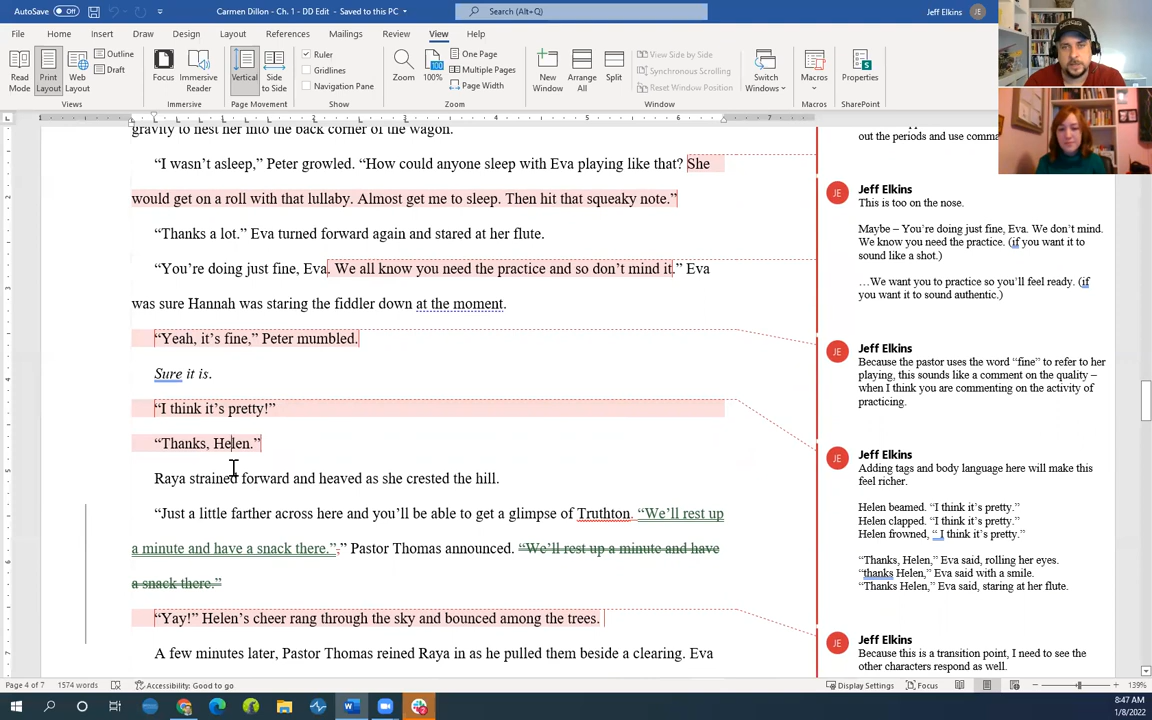 AutoSave Off Carmen Dillon - Ch. 1 - DD Edit - Saved to this PC Search (Alt+Q) Jeff Elkins JE
File Home Insert Draw Design Layout References Mailings Review View Help
Read Mode Print Layout Web Layout Outline Draft Focus Immersive Reader Vertical Side to Side Ruler Gridlines Navigation Pane Zoom 100% One Page Multiple Pages Page Width New Window Arrange All Split View Side by Side Synchronous Scrolling Reset Window Position Switch Windows Macros Properties
Views Immersive Page Movement Show Zoom Window Macros SharePoint
gravity to nest her into the back corner of the wagon.
“I wasn’t asleep,” Peter growled. “How could anyone sleep with Eva playing like that? She
would get on a roll with that lullaby. Almost get me to sleep. Then hit that squeaky note.”
“Thanks a lot.” Eva turned forward again and stared at her flute.
“You’re doing just fine, Eva. We all know you need the practice and so don’t mind it.” Eva
was sure Hannah was staring the fiddler down at the moment.
“Yeah, it’s fine,” Peter mumbled.
Sure it is.
“I think it’s pretty!”
“Thanks, Helen.”
Raya strained forward and heaved as she crested the hill.
“Just a little farther across here and you’ll be able to get a glimpse of Truthton. “We’ll rest up
a minute and have a snack there.”,” Pastor Thomas announced. “We’ll rest up a minute and have
a snack there.”
“Yay!” Helen’s cheer rang through the sky and bounced among the trees.
A few minutes later, Pastor Thomas reined Raya in as he pulled them beside a clearing. Eva
out the periods and use comma
JE Jeff Elkins
This is too on the nose.
Maybe – You’re doing just fine, Eva. We don’t mind.
We know you need the practice. (if you want it to
sound like a shot.)
…We want you to practice so you’ll feel ready. (if
you want it to sound authentic.)
JE Jeff Elkins
Because the pastor uses the word “fine” to refer to her
playing, this sounds like a comment on the quality –
when I think you are commenting on the activity of
practicing.
JE Jeff Elkins
Adding tags and body language here will make this
feel richer.
Helen beamed. “I think it’s pretty.”
Helen clapped. “I think it’s pretty.”
Helen frowned, “ I think it’s pretty.”
“Thanks, Helen,” Eva said, rolling her eyes.
“thanks Helen,” Eva said with a smile.
“Thanks Helen,” Eva said, staring at her flute.
JE Jeff Elkins
Because this is a transition point, I need to see the
other characters respond as well.
Page 4 of 7 1574 words Accessibility: Good to go Display Settings Focus 139%
8:47 AM
1/8/2022